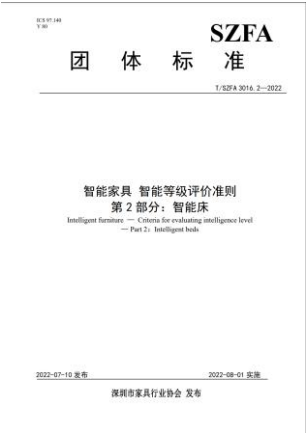 ICS 97.140
Y 80
SZFA
团体标准
T/SZFA 3016.2—2022
智能家具 智能等级评价准则
第 2 部分：智能床
Intelligent furniture — Criteria for evaluating intelligence level
— Part 2：Intelligent beds
2022-07-10 发布 2022-08-01 实施
深圳市家具行业协会 发布